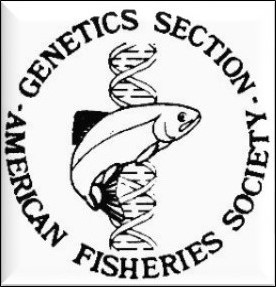 - GENETICS SECTION -
AMERICAN FISHERIES SOCIETY